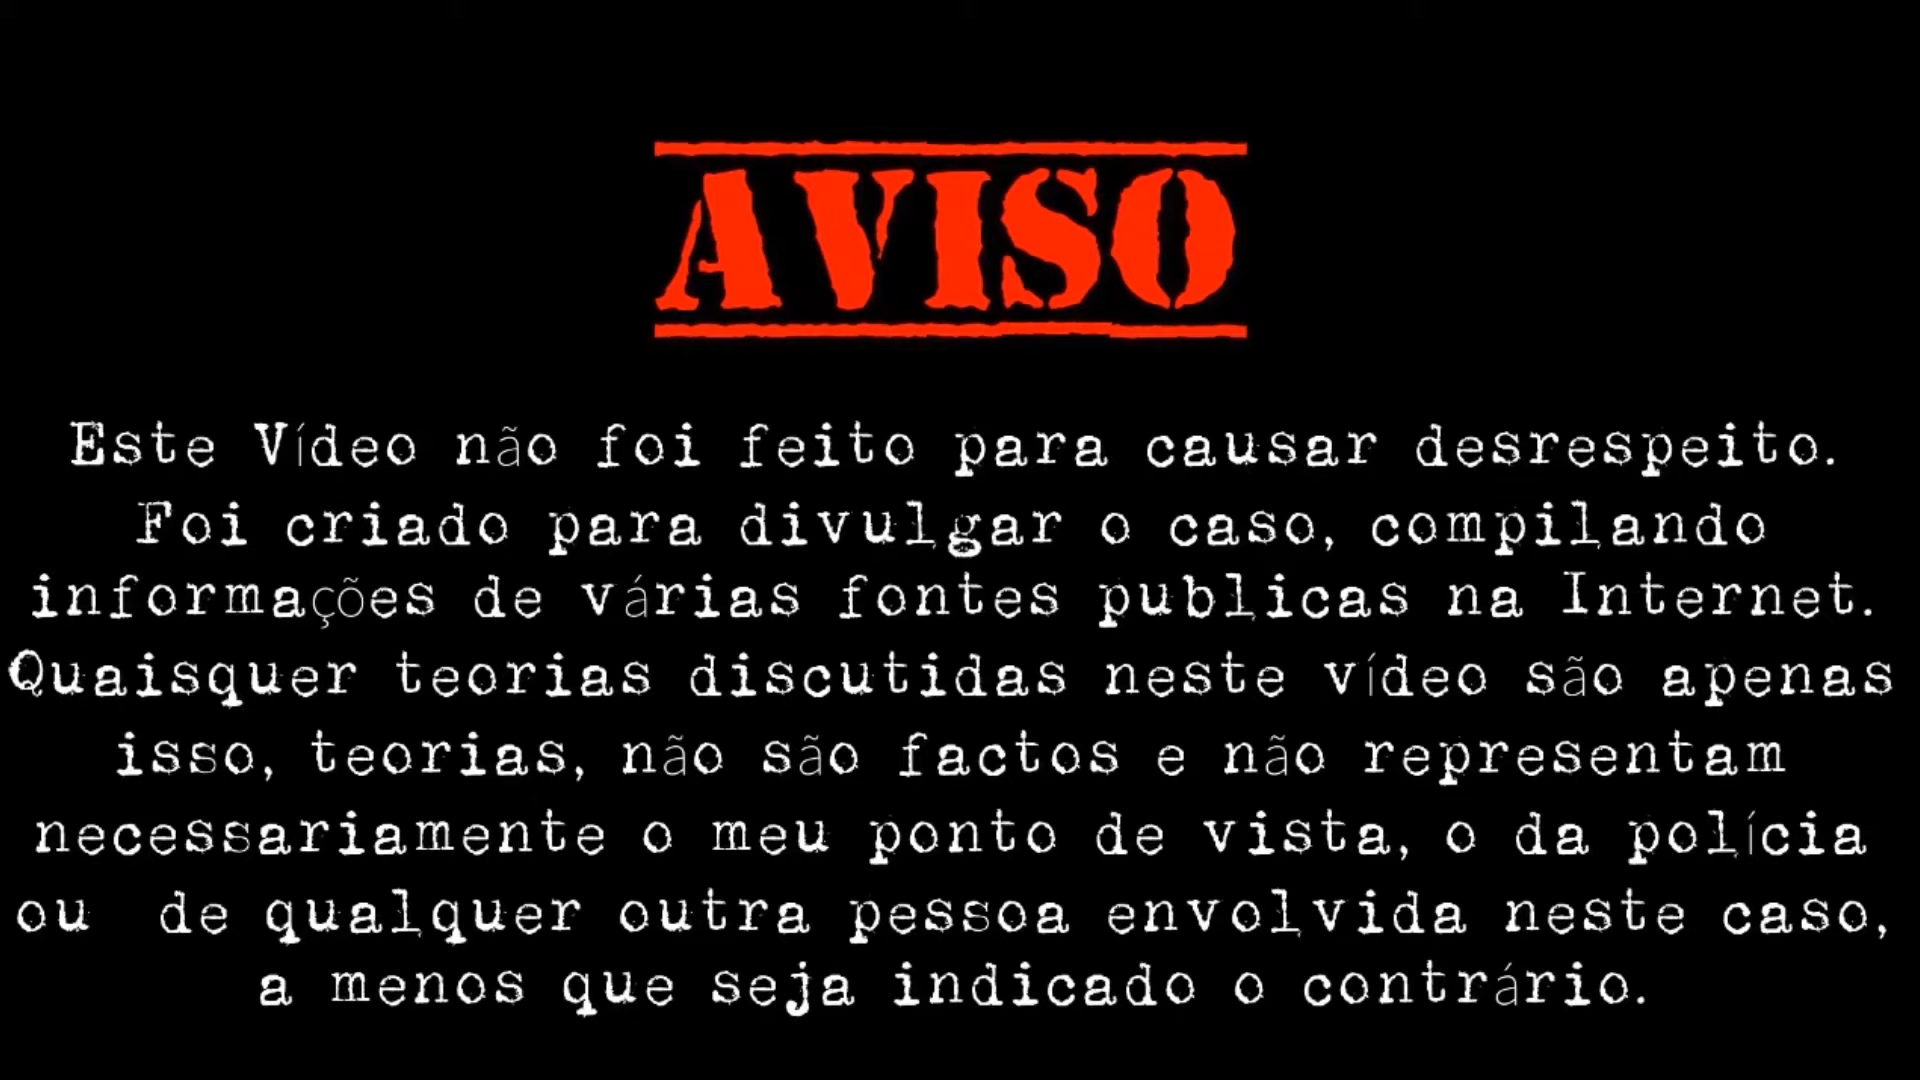 AVISO
Este Vídeo não foi feito para causar desrespeito.
Foi criado para divulgar o caso, compilando
informações de várias fontes publicas na Internet.
Quaisquer teorias discutidas neste vídeo são apenas
isso, teorias, não são factos e não representam
necessariamente o meu ponto de vista, o da polícia
ou de qualquer outra pessoa envolvida neste caso,
a menos que seja indicado o contrário.